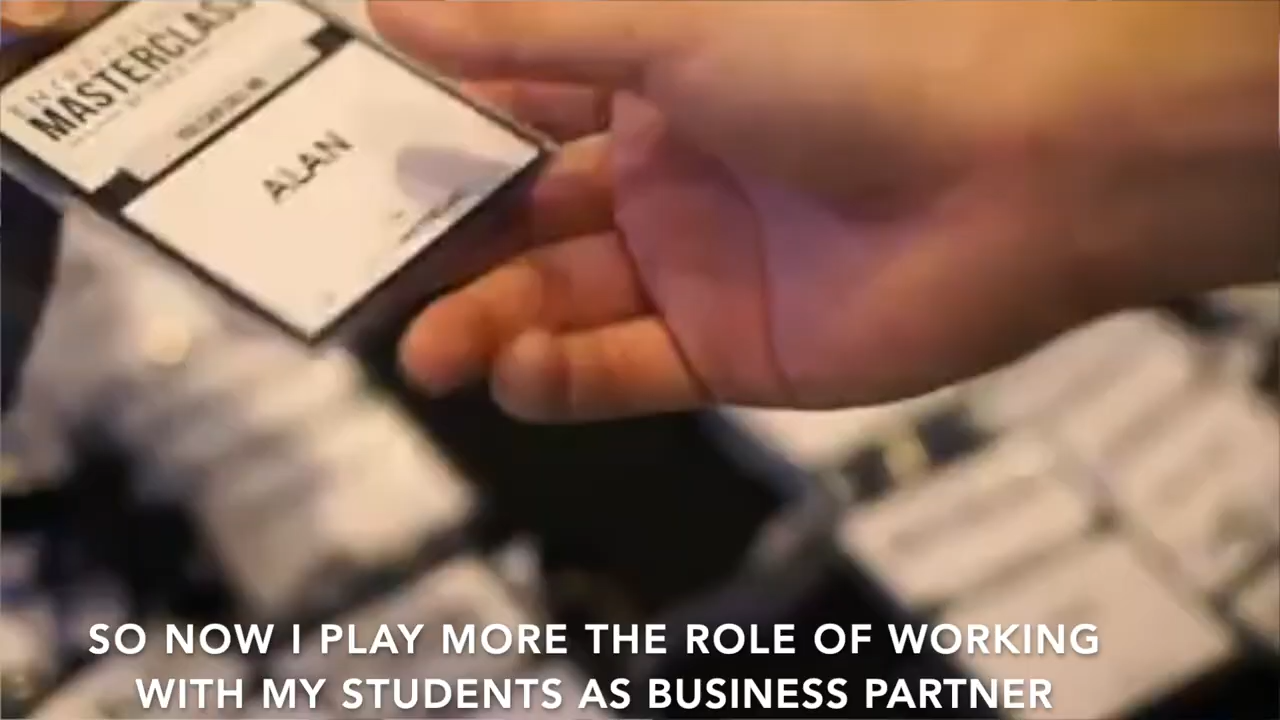 MASTERCLASS
ALAN
SO NOW I PLAY MORE THE ROLE OF WORKING
WITH MY STUDENTS AS BUSINESS PARTNER